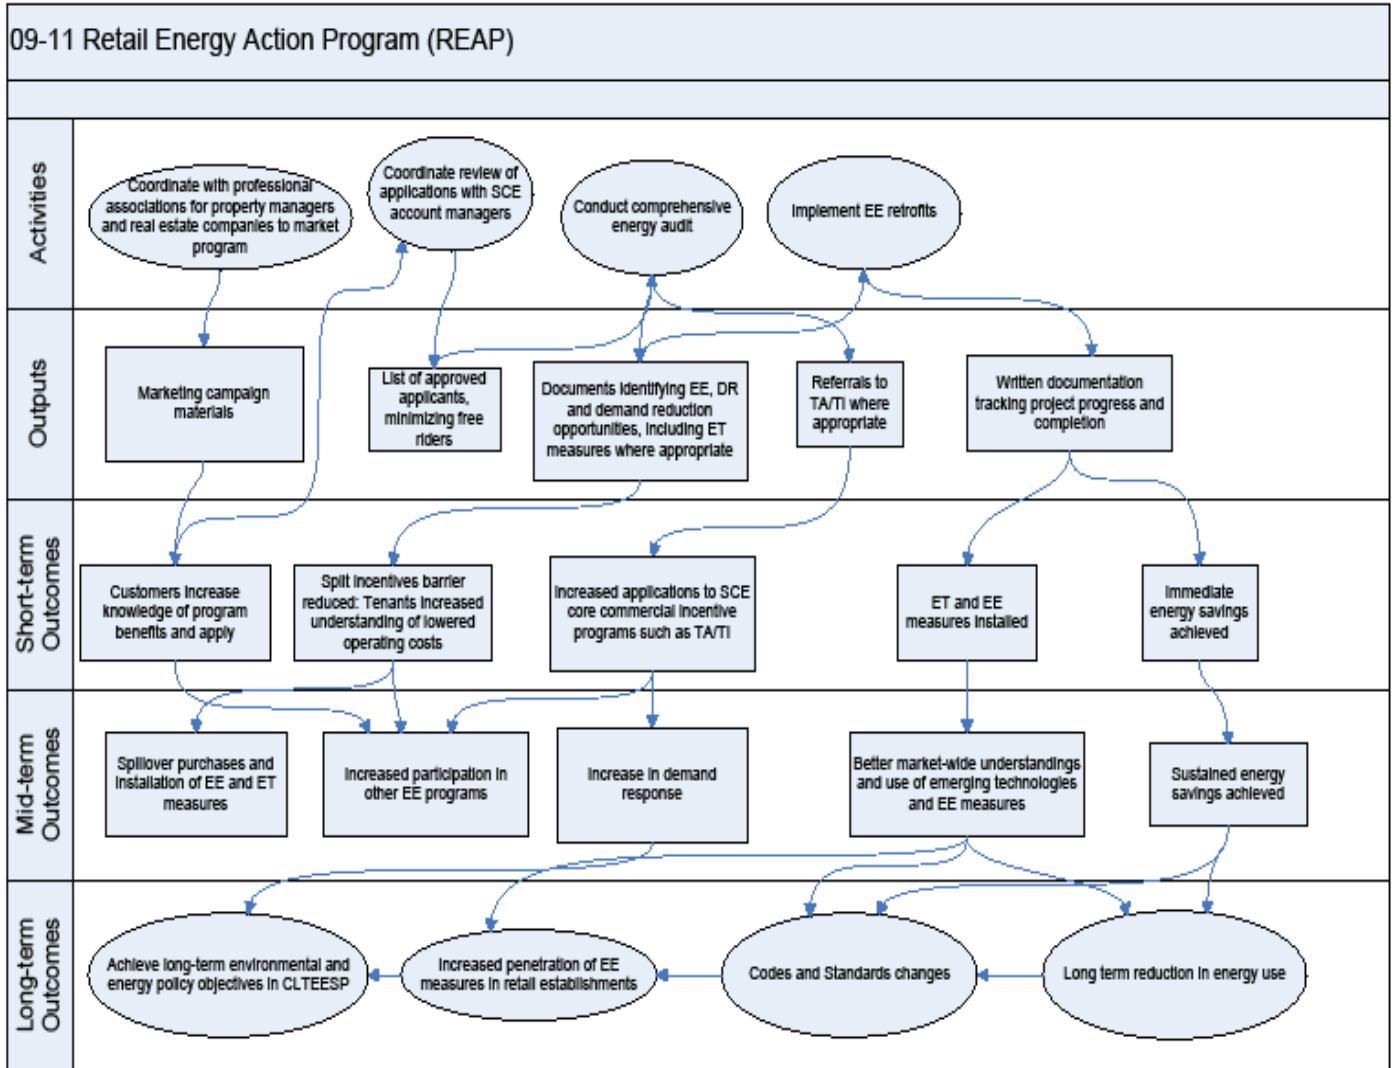 09-11 Retail Energy Action Program (REAP)
Activities
Coordinate with professional
associations for property managers
and real estate companies to market
program
Coordinate review of
applications with SCE
account managers
Conduct comprehensive
energy audit
Implement EE retrofits
Outputs
Marketing campaign
materials
List of approved
applicants,
minimizing free
riders
Documents identifying EE, DR
and demand reduction
opportunities, including ET
measures where appropriate
Referrals to
TA/TI where
appropriate
Written documentation
tracking project progress and
completion
Short-term
Outcomes
Customers increase
knowledge of program
benefits and apply
Split incentives barrier
reduced: Tenants increased
understanding of lowered
operating costs
Increased applications to SCE
core commercial incentive
programs such as TA/TI
ET and EE
measures installed
Immediate
energy savings
achieved
Mid-term
Outcomes
Spillover purchases and
installation of EE and ET
measures
Increased participation in
other EE programs
Increase in demand
response
Better market-wide understandings
and use of emerging technologies
and EE measures
Sustained energy
savings achieved
Long-term
Outcomes
Achieve long-term environmental and
energy policy objectives in CLTEESP
Increased penetration of EE
measures in retail establishments
Codes and Standards changes
Long term reduction in energy use